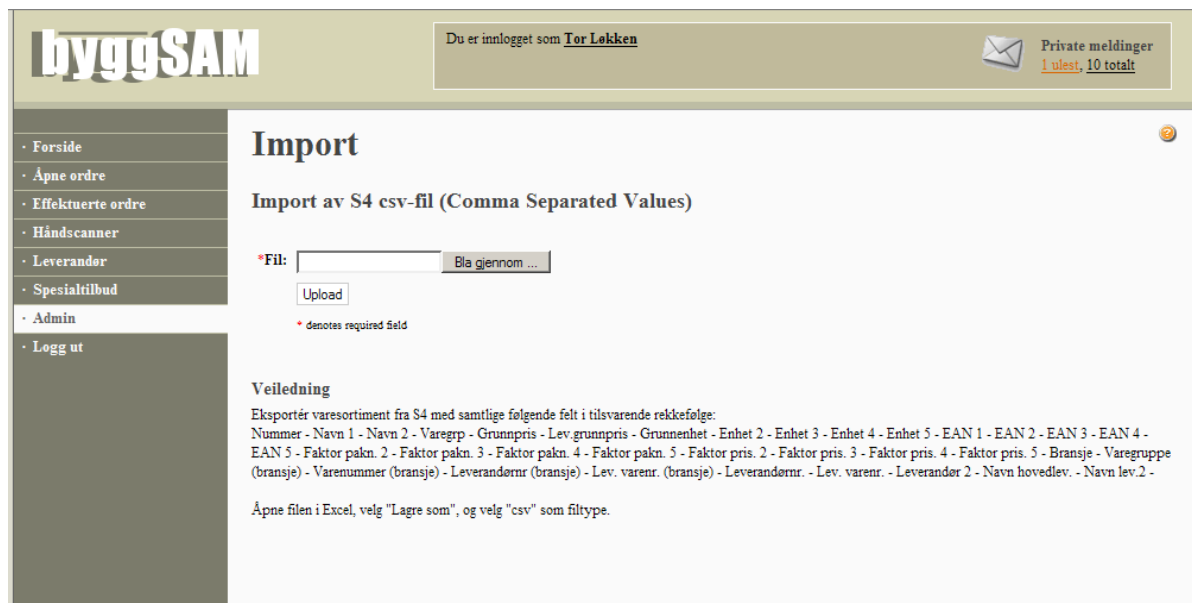 byggSAM
Du er innlogget som Tor Løkken
Private meldinger
1 ulest, 10 totalt
· Forside
· Åpne ordre
· Effektuerte ordre
· Håndscanner
· Leverandør
· Spesialtilbud
· Admin
· Logg ut
Import
?
Import av S4 csv-fil (Comma Separated Values)
*Fil:
Bla gjennom ...
Upload
* denotes required field
Veiledning
Eksportér varesortiment fra S4 med samtlige følgende felt i tilsvarende rekkefølge:
Nummer - Navn 1 - Navn 2 - Varegrp - Grunnpris - Lev.grunnpris - Grunnenhet - Enhet 2 - Enhet 3 - Enhet 4 - Enhet 5 - EAN 1 - EAN 2 - EAN 3 - EAN 4 -
EAN 5 - Faktor pakn. 2 - Faktor pakn. 3 - Faktor pakn. 4 - Faktor pakn. 5 - Faktor pris. 2 - Faktor pris. 3 - Faktor pris. 4 - Faktor pris. 5 - Bransje - Varegruppe
(bransje) - Varenummer (bransje) - Leverandørnr (bransje) - Lev. varenr. (bransje) - Leverandørnr. - Lev. varenr. - Leverandør 2 - Navn hovedlev. - Navn lev.2 -
Åpne filen i Excel, velg "Lagre som", og velg "csv" som filtype.